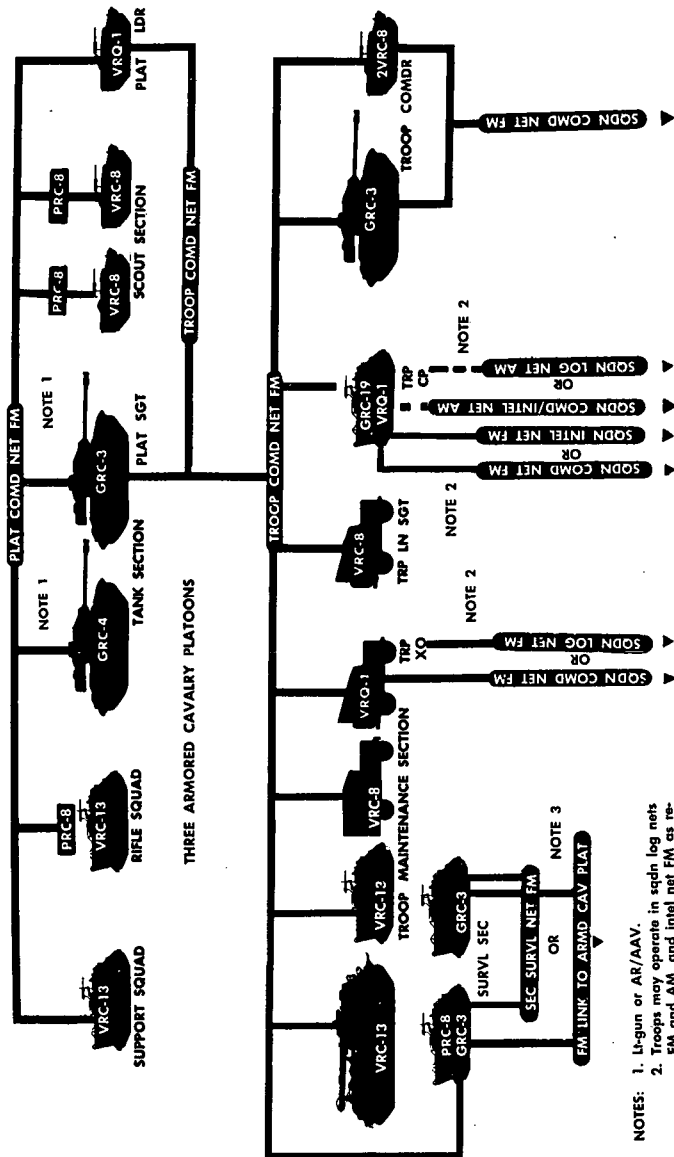 PLAT COMD NET FM
VRC-13
SUPPORT SQUAD
PRC-8
VRC-13
RIFLE SQUAD
NOTE 1
GRC-4
TANK SECTION
NOTE 1
GRC-3
PLAT SGT
PRC-8
VRC-8
PRC-8
VRC-8
SCOUT SECTION
VRQ-1
PLAT LDR
THREE ARMORED CAVALRY PLATOONS
TROOP COMD NET FM
TROOP COMD NET FM
VRC-13
VRC-13
VRC-8
TROOP MAINTENANCE SECTION
VRQ-1
TRP
XO
NOTE 2
VRC-8
TRP LN SGT
NOTE 2
GRC-19
VRQ-1
TRP
CP
NOTE 2
GRC-3
2VRC-8
TROOP COMDR
PRC-8
GRC-3
SURVL SEC
GRC-3
SEC SURVL NET FM
OR
NOTE 3
FM LINK TO ARMD CAV PLAT
SQDN COMD NET FM
OR
SQDN LOG NET FM
SQDN COMD NET FM
OR
SQDN INTEL NET FM
SQDN COMD/INTEL NET AM
OR
SQDN LOG NET AM
SQDN COMD NET FM
NOTES: 1. Lt-gun or AR/AAV.
2. Troops may operate in sqdn log nets
FM and AM, and intel net FM as re-